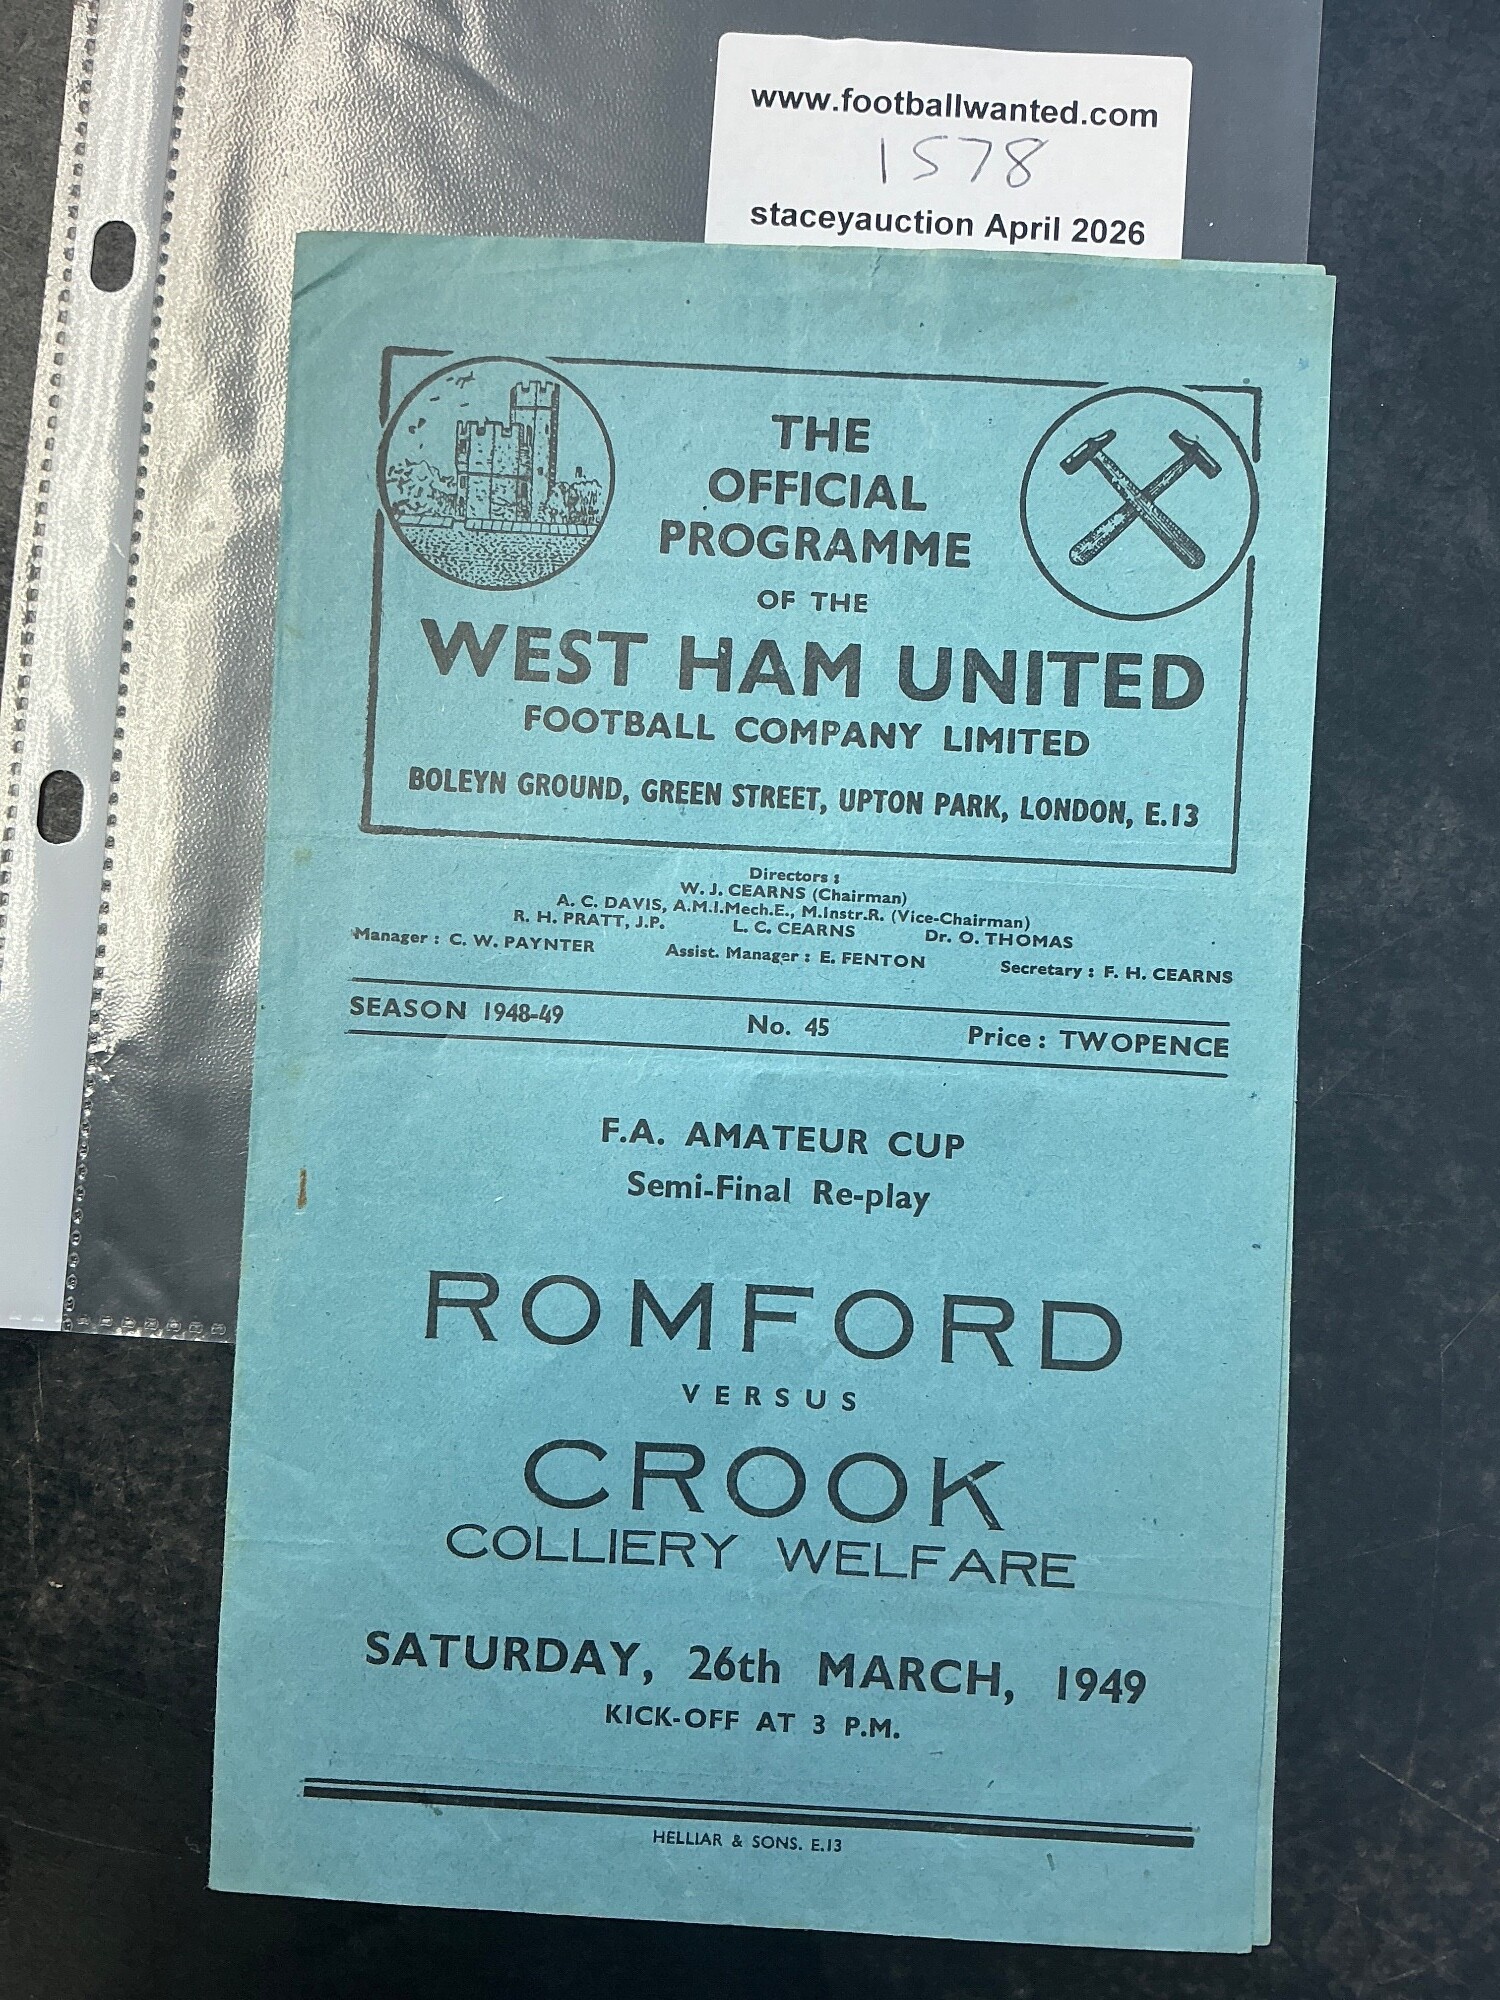 www.footballwanted.com
1578
staceyauction April 2026
THE
OFFICIAL
PROGRAMME
OF THE
WEST HAM UNITED
FOOTBALL COMPANY LIMITED
BOLEYN GROUND, GREEN STREET, UPTON PARK, LONDON, E.13
Directors :
W. J. CEARNS (Chairman)
A. C. DAVIS, A.M.I.Mech.E., M.Instr.R. (Vice-Chairman)
R. H. PRATT, J.P. L. C. CEARNS Dr. O. THOMAS
Manager : C. W. PAYNTER Assist. Manager : E. FENTON Secretary : F. H. CEARNS
SEASON 1948-49 No. 45 Price : TWOPENCE
F.A. AMATEUR CUP
Semi-Final Re-play
ROMFORD
VERSUS
CROOK
COLLIERY WELFARE
SATURDAY, 26th MARCH, 1949
KICK-OFF AT 3 P.M.
HELLIAR & SONS. E.13